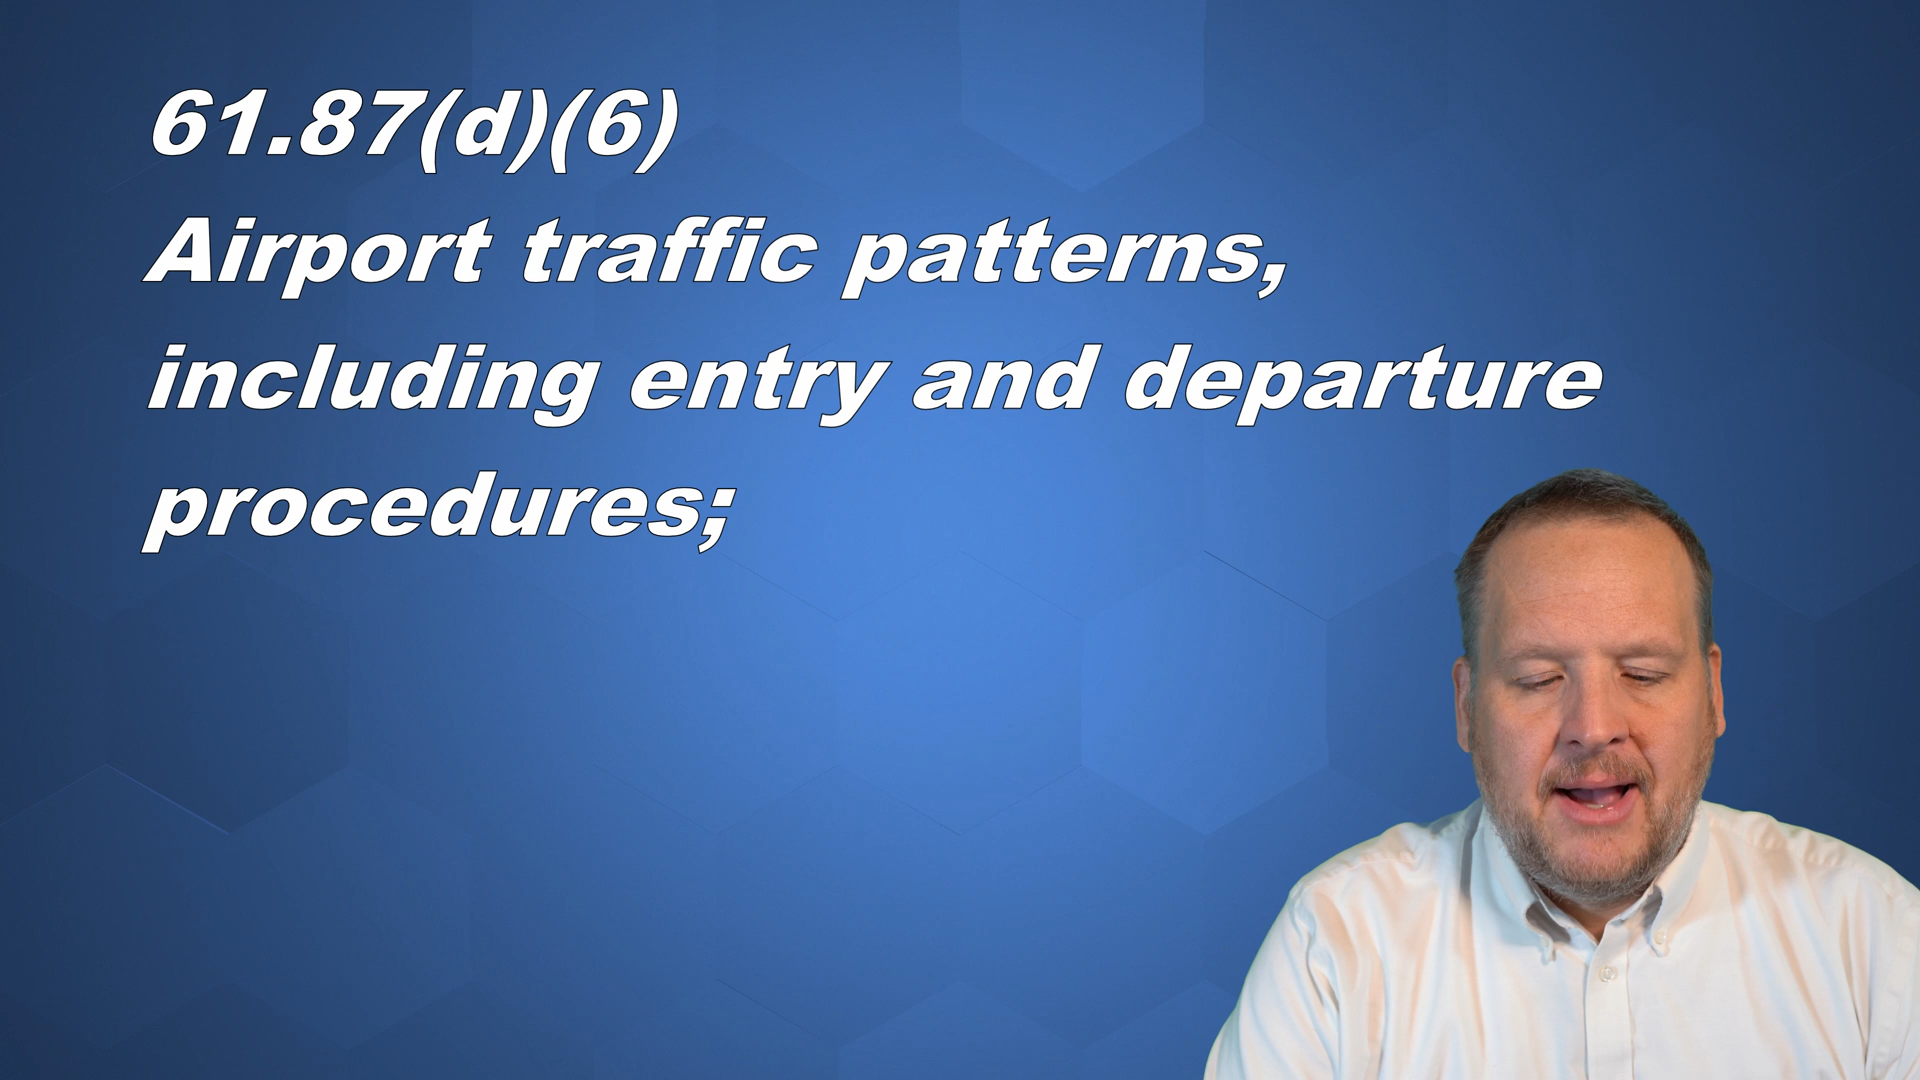 61.87(d)(6)
Airport traffic patterns,
including entry and departure
procedures;